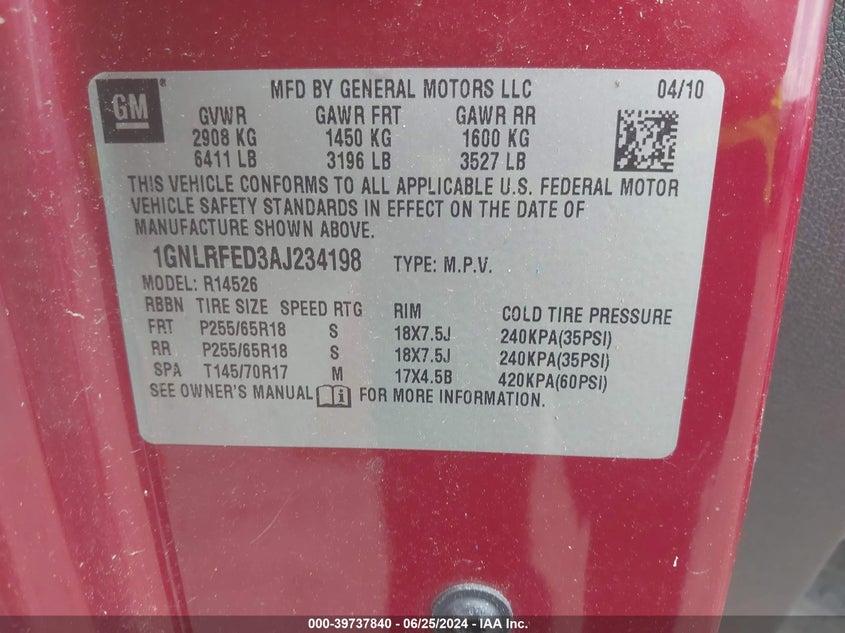 GM
MFD BY GENERAL MOTORS LLC 04/10
GVWR GAWR FRT GAWR RR
2908 KG 1450 KG 1600 KG
6411 LB 3196 LB 3527 LB
THIS VEHICLE CONFORMS TO ALL APPLICABLE U.S. FEDERAL MOTOR
VEHICLE SAFETY STANDARDS IN EFFECT ON THE DATE OF
MANUFACTURE SHOWN ABOVE.
1GNLRFED3AJ234198 TYPE: M.P.V.
MODEL: R14526
RBBN TIRE SIZE SPEED RTG RIM COLD TIRE PRESSURE
FRT P255/65R18 S 18X7.5J 240KPA(35PSI)
RR P255/65R18 S 18X7.5J 240KPA(35PSI)
SPA T145/70R17 M 17X4.5B 420KPA(60PSI)
SEE OWNER'S MANUAL i FOR MORE INFORMATION.
000-39737840 - 06/25/2024 - IAA Inc.